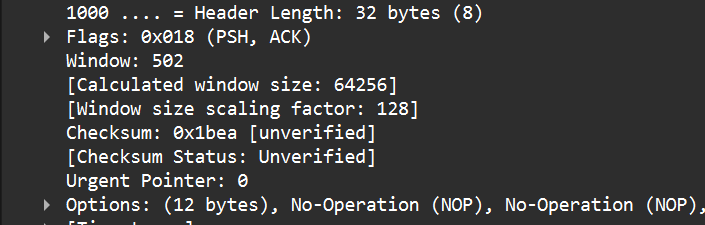 1000 .... = Header Length: 32 bytes (8)
Flags: 0x018 (PSH, ACK)
Window: 502
[Calculated window size: 64256]
[Window size scaling factor: 128]
Checksum: 0x1bea [unverified]
[Checksum Status: Unverified]
Urgent Pointer: 0
Options: (12 bytes), No-Operation (NOP), No-Operation (NOP),